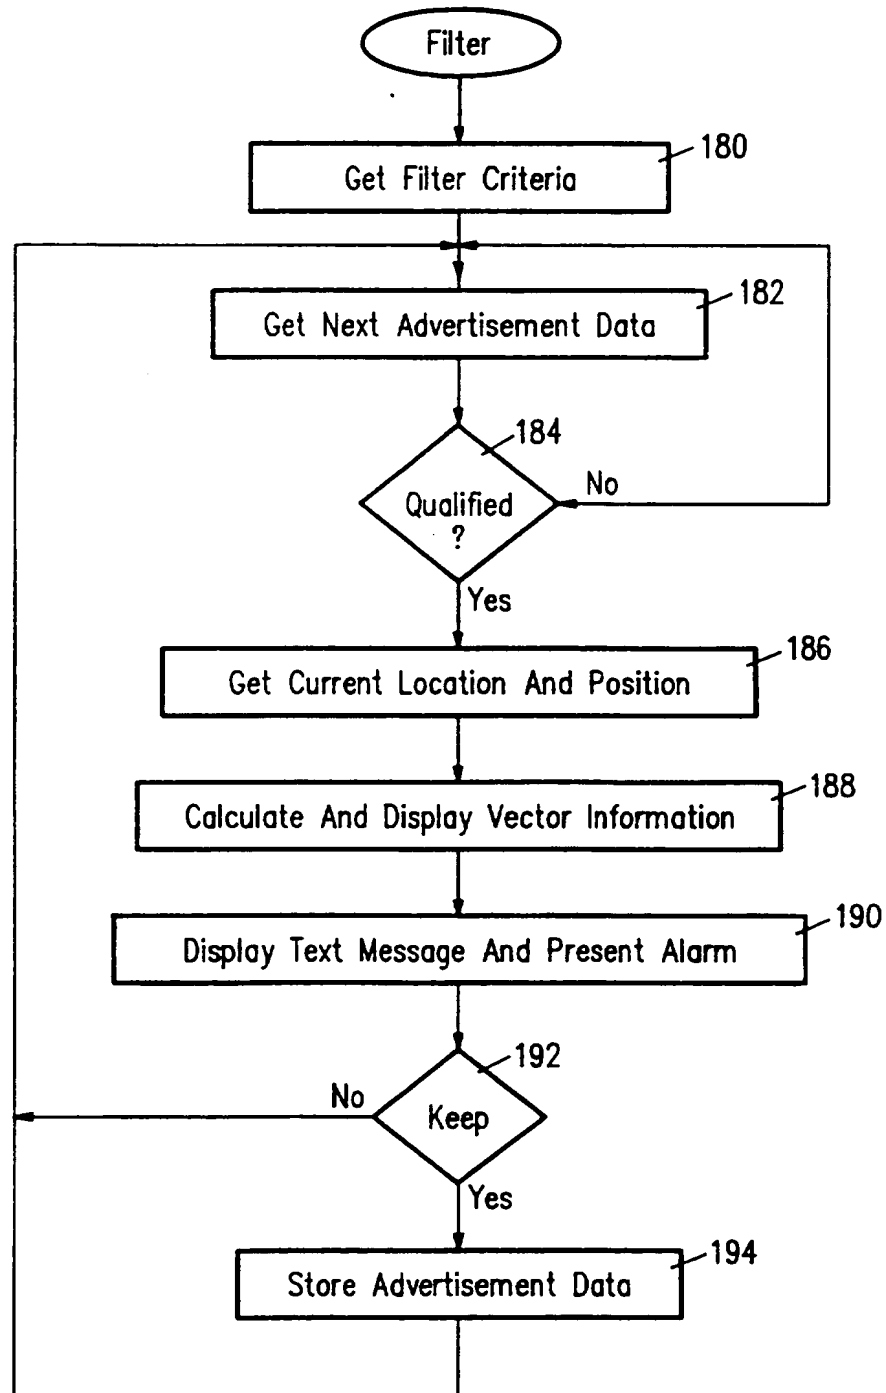 Filter
180
Get Filter Criteria
182
Get Next Advertisement Data
184
Qualified
?
No
Yes
186
Get Current Location And Position
188
Calculate And Display Vector Information
190
Display Text Message And Present Alarm
192
Keep
No
Yes
194
Store Advertisement Data